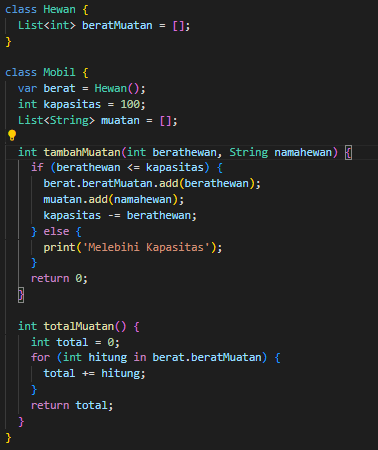 class Hewan {
  List<int> beratMuatan = [];
}

class Mobil {
  var berat = Hewan();
  int kapasitas = 100;
  List<String> muatan = [];

  int tambahMuatan(int berathewan, String namahewan) {
    if (berathewan <= kapasitas) {
      berat.beratMuatan.add(berathewan);
      muatan.add(namahewan);
      kapasitas -= berathewan;
    } else {
      print('Melebihi Kapasitas');
    }
    return 0;
  }

  int totalMuatan() {
    int total = 0;
    for (int hitung in berat.beratMuatan) {
      total += hitung;
    }
    return total;
  }
}